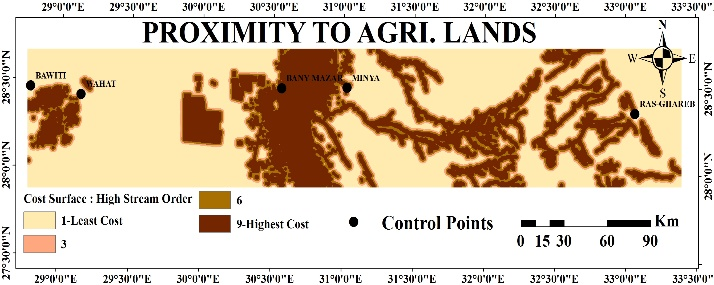 29°0'0"E 29°30'0"E 30°0'0"E 30°30'0"E 31°0'0"E 31°30'0"E 32°0'0"E 32°30'0"E 33°0'0"E 33°30'0"E
PROXIMITY TO AGRI. LANDS
N
W E
S
28°30'0"N
28°0'0"N
27°30'0"N
28°30'0"N
28°0'0"N
BAWITI
WAHAT
BANY MAZAR
MINYA
RAS GHAREB
Cost Surface : High Stream Order
1-Least Cost
3
6
9-Highest Cost
Control Points
Km
0 15 30 60 90
29°0'0"E 29°30'0"E 30°0'0"E 30°30'0"E 31°0'0"E 31°30'0"E 32°0'0"E 32°30'0"E 33°0'0"E 33°30'0"E